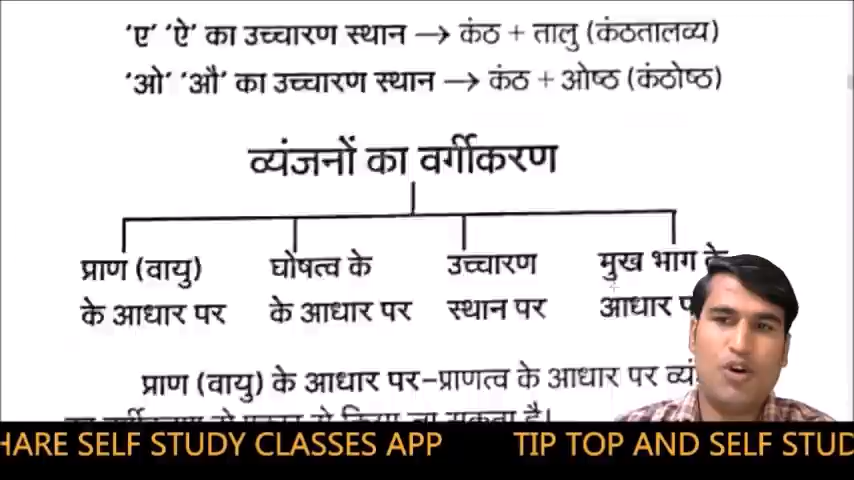 'ए' 'ऐ' का उच्चारण स्थान → कंठ + तालु (कंठतालव्य)
'ओ' 'औ' का उच्चारण स्थान → कंठ + ओष्ठ (कंठोष्ठ)
व्यंजनों का वर्गीकरण
प्राण (वायु) के आधार पर
घोषत्व के के आधार पर
उच्चारण स्थान पर
मुख भाग के आधार
प्राण (वायु) के आधार पर–प्राणत्व के आधार पर
HARE SELF STUDY CLASSES APP TIP TOP AND SELF STUD